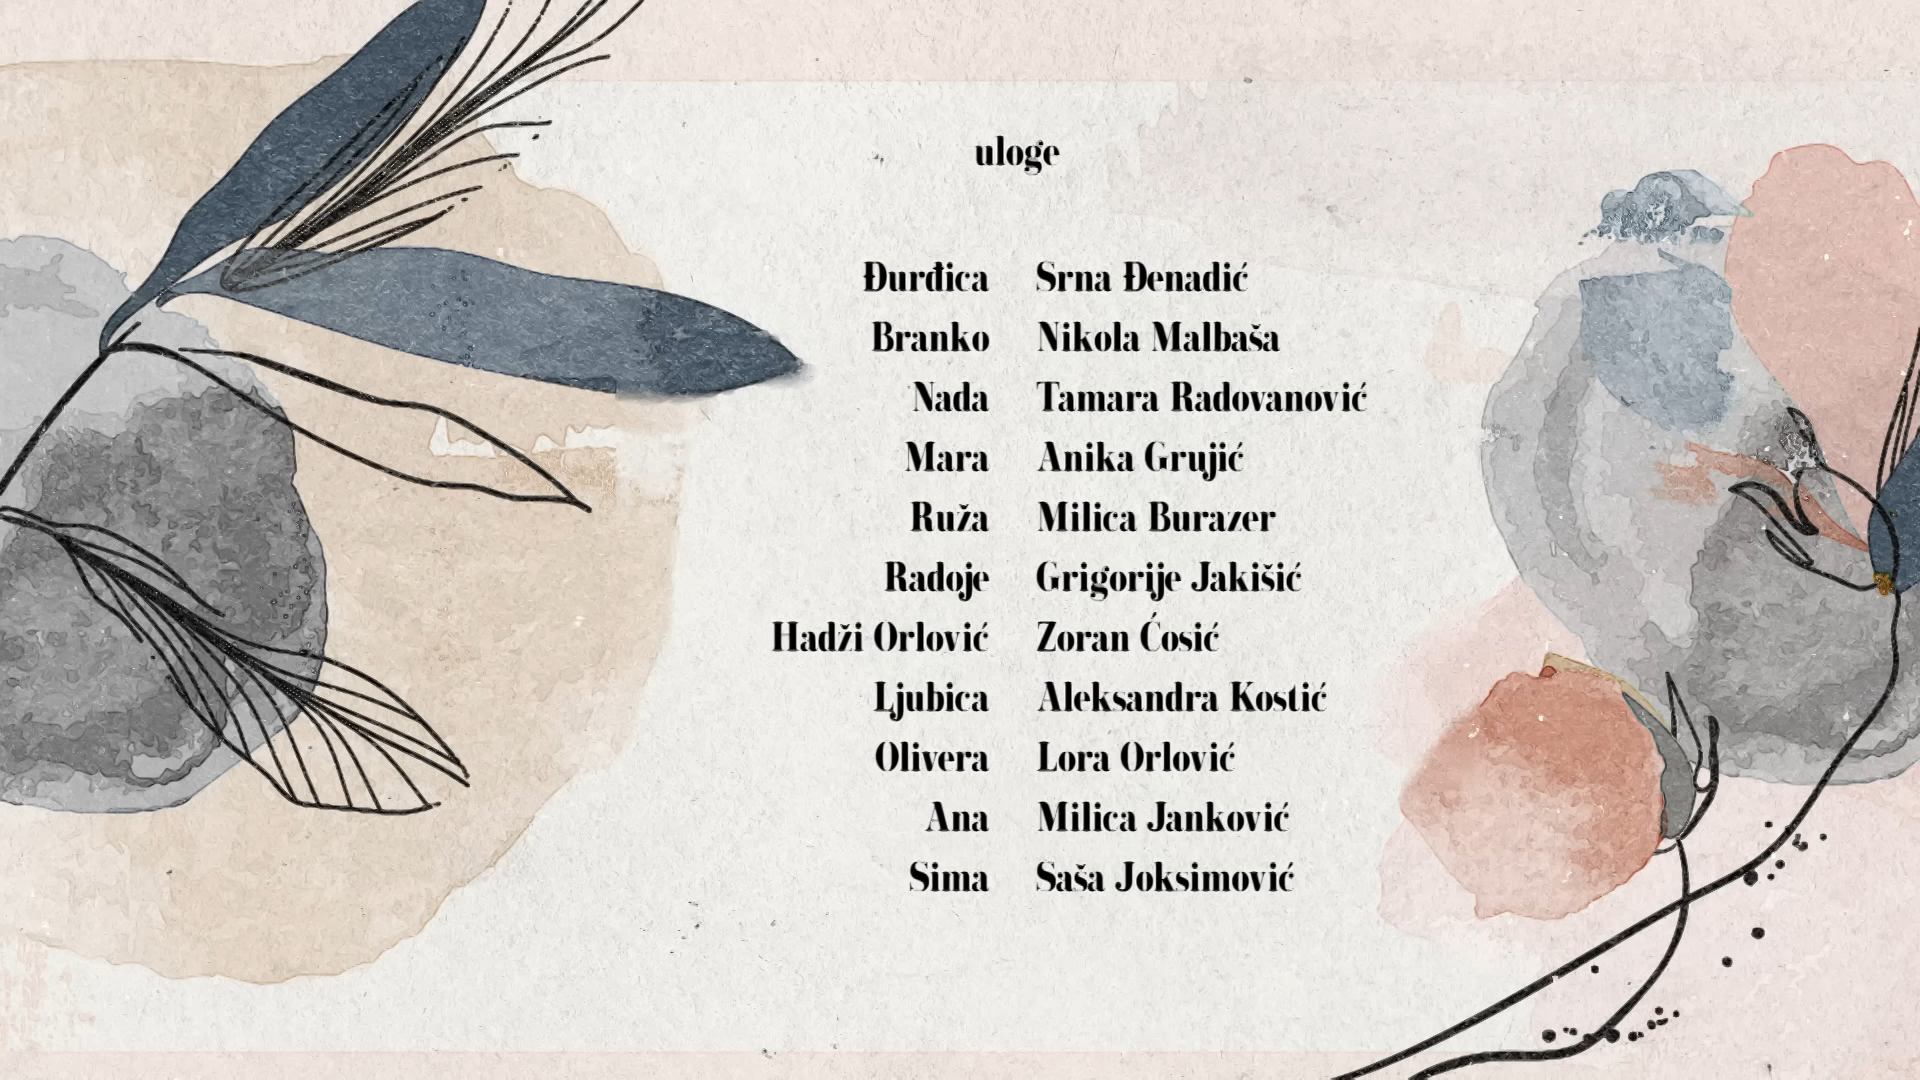 uloge
Đurđica Srna Đenadić
Branko Nikola Malbaša
Nada Tamara Radovanović
Mara Anika Grujić
Ruža Milica Burazer
Radoje Grigorije Jakišić
Hadži Orlović Zoran Ćosić
Ljubica Aleksandra Kostić
Olivera Lora Orlović
Ana Milica Janković
Sima Saša Joksimović